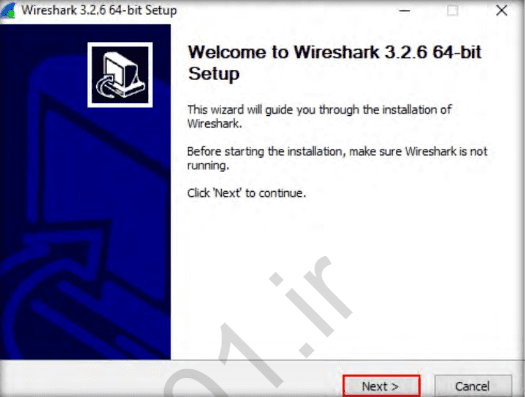 Wireshark 3.2.6 64-bit Setup
Welcome to Wireshark 3.2.6 64-bit
Setup
This wizard will guide you through the installation of
Wireshark.
Before starting the installation, make sure Wireshark is not
running.
Click 'Next' to continue.
Next >
Cancel